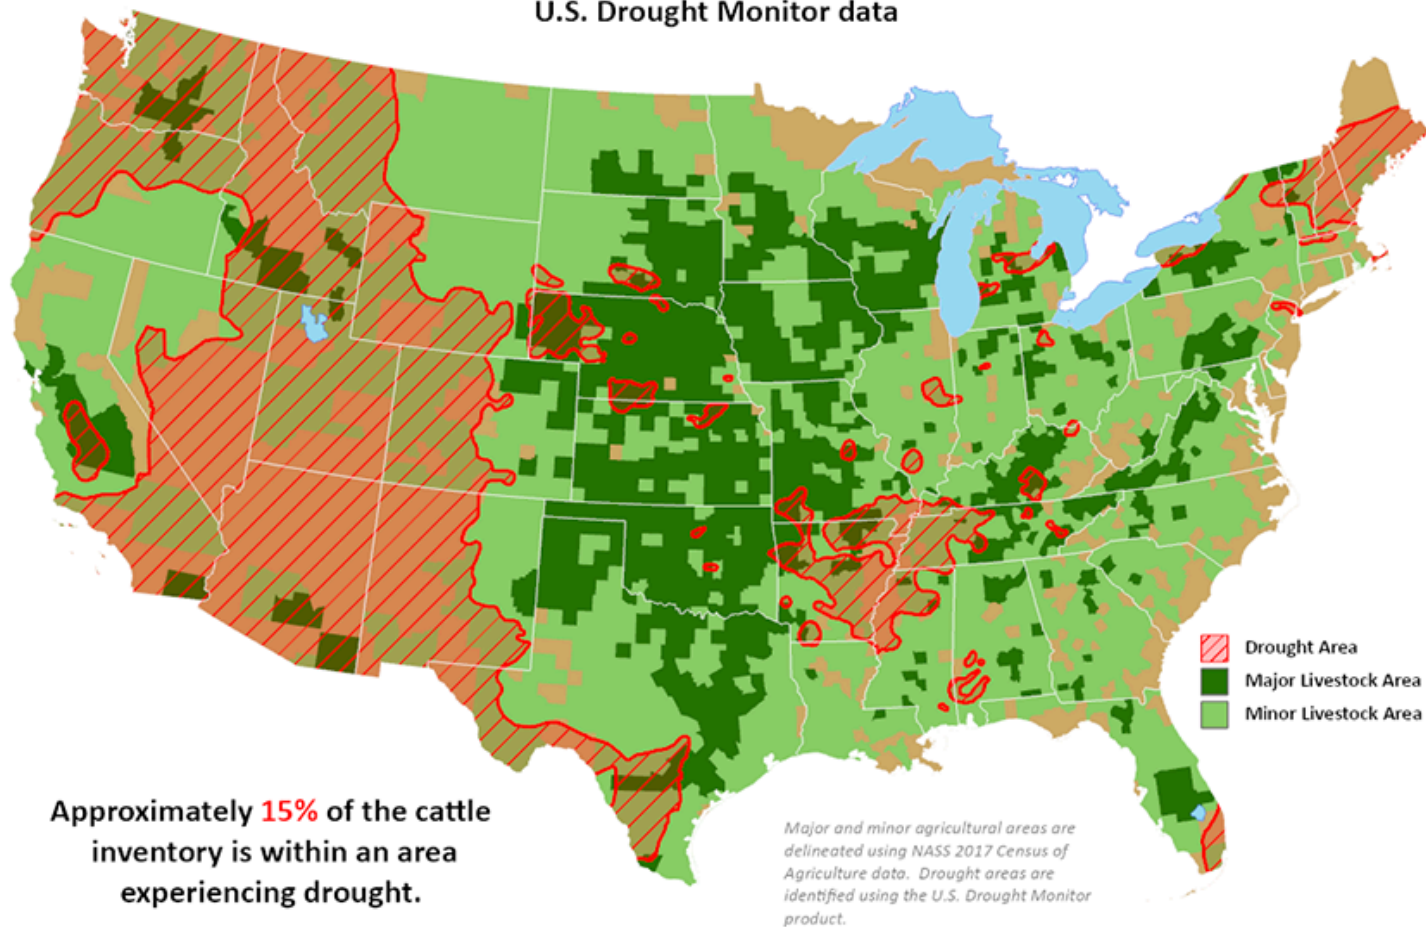 U.S. Drought Monitor data
Drought Area
Major Livestock Area
Minor Livestock Area
Approximately 15% of the cattle
inventory is within an area
experiencing drought.
Major and minor agricultural areas are
delineated using NASS 2017 Census of
Agriculture data.  Drought areas are
identified using the U.S. Drought Monitor
product.